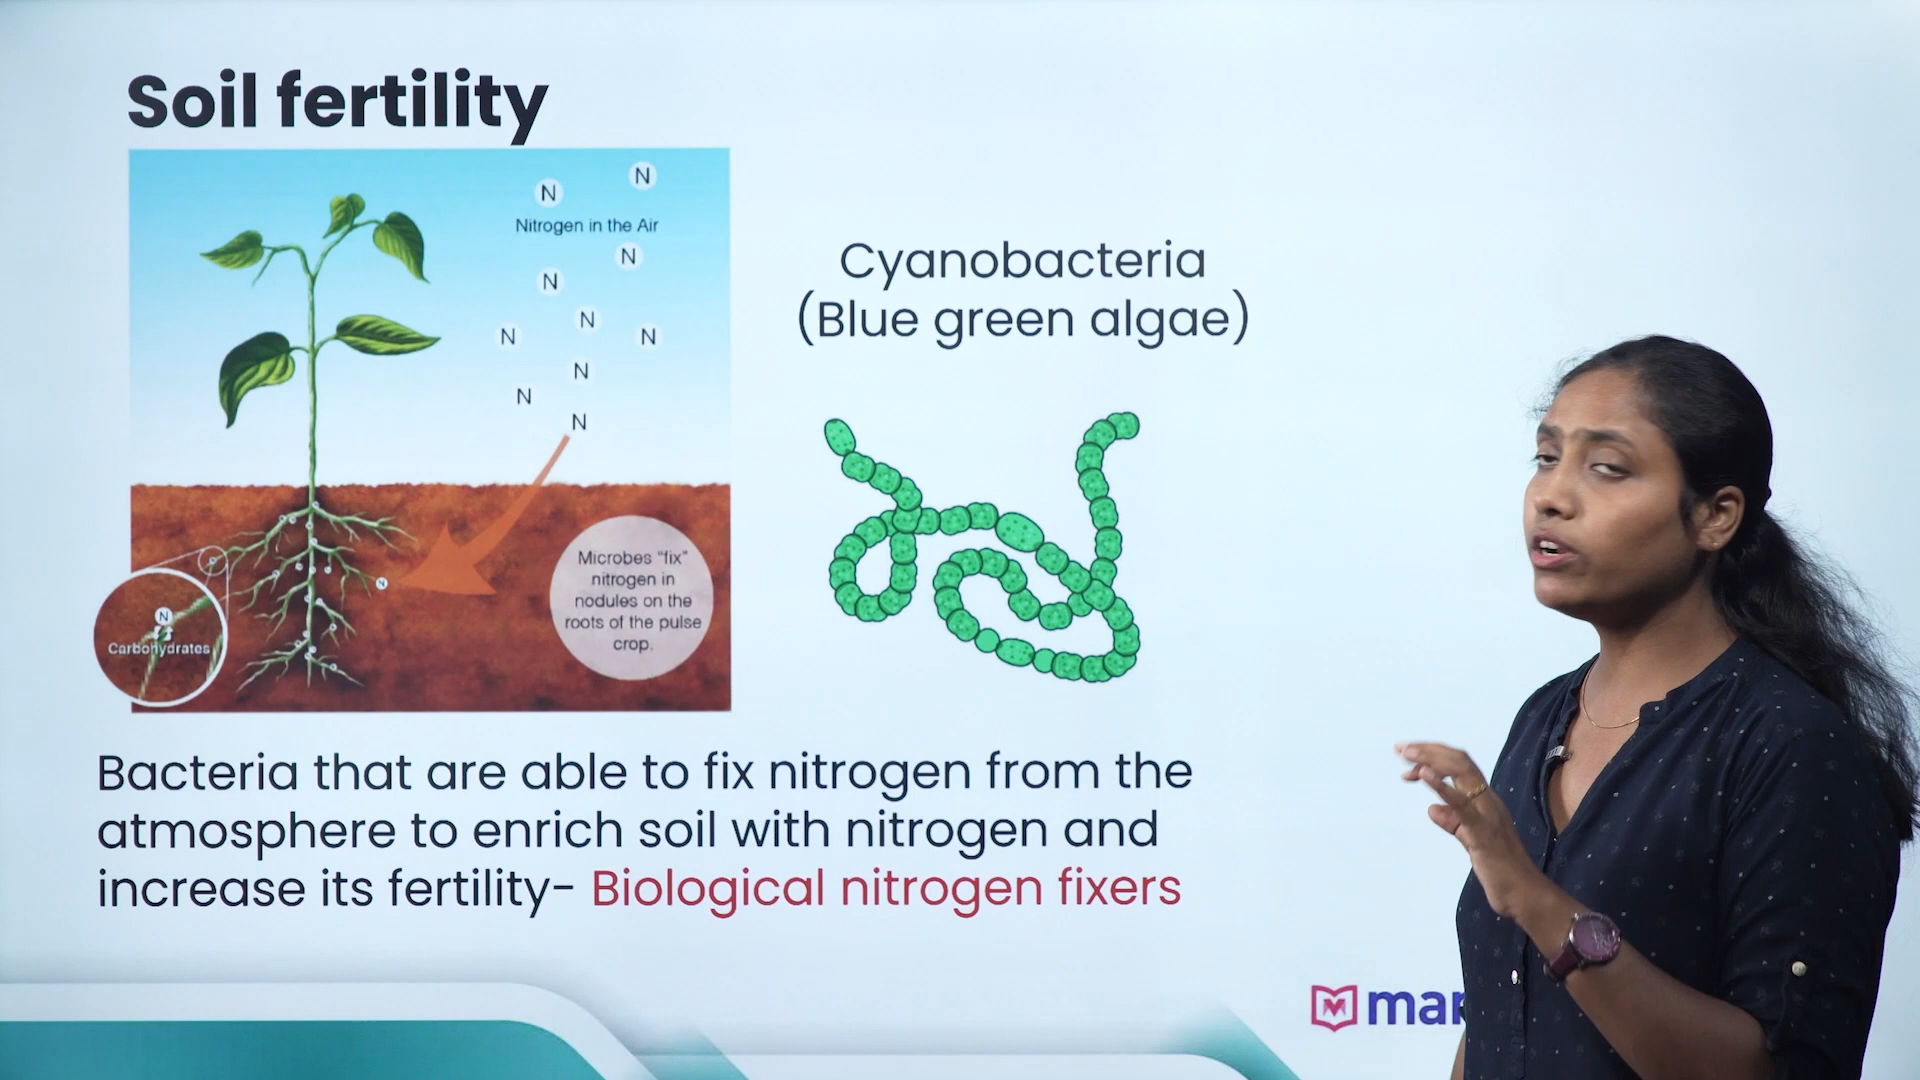 Soil fertility
N
N
Nitrogen in the Air
N
N
N
N
N
N
N
N
Microbes "fix"
nitrogen in
nodules on the
roots of the pulse
crop.
N
N
Carbohydrates
Cyanobacteria
(Blue green algae)
Bacteria that are able to fix nitrogen from the
atmosphere to enrich soil with nitrogen and
increase its fertility- Biological nitrogen fixers